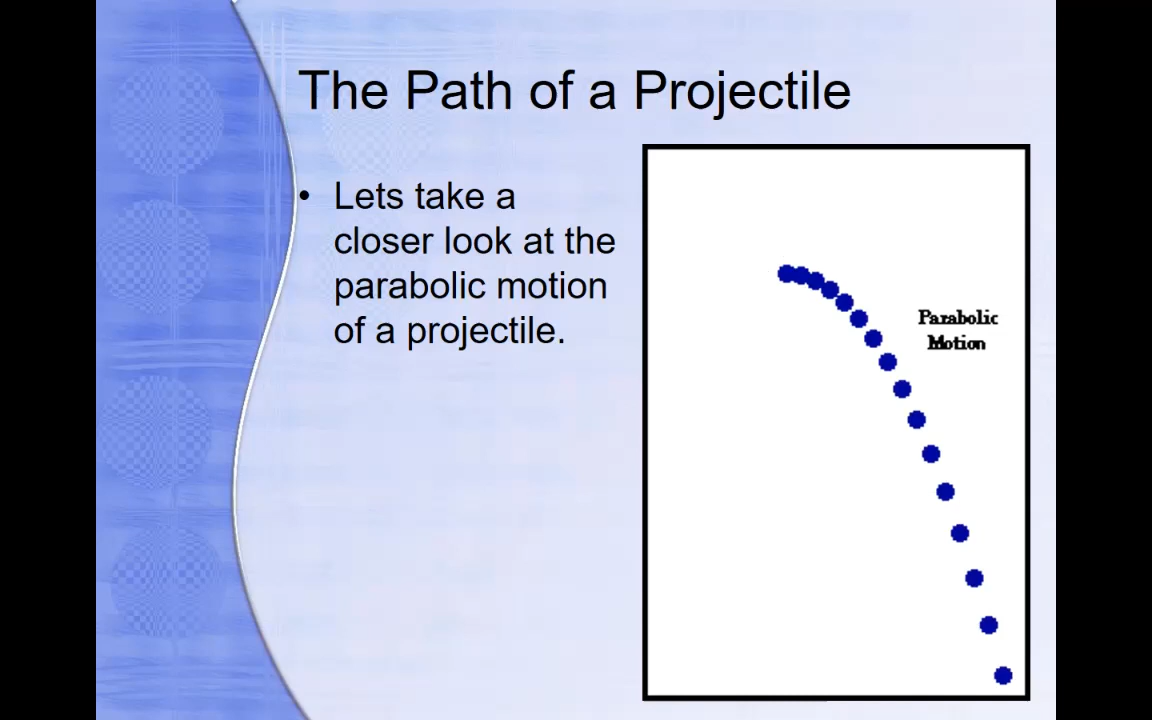 The Path of a Projectile
• Lets take a
closer look at the
parabolic motion
of a projectile.
Parabolic
Motion